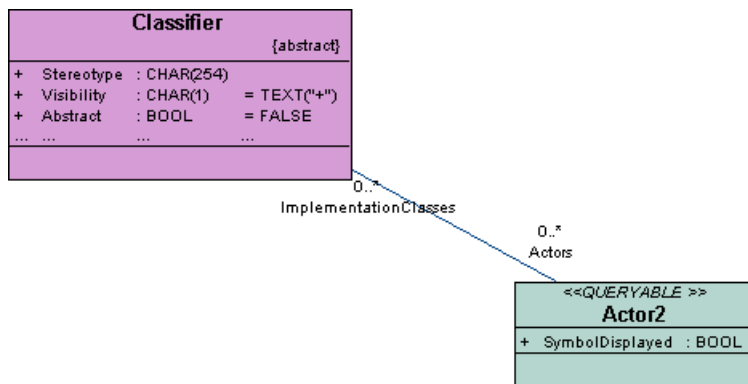 Classifier
{abstract}
+ Stereotype : CHAR(254)
+ Visibility : CHAR(1) = TEXT("+")
+ Abstract : BOOL = FALSE
... ... ... ...
0..*
ImplementationClasses
0..*
Actors
<<QUERYABLE >>
Actor2
+ SymbolDisplayed : BOOL